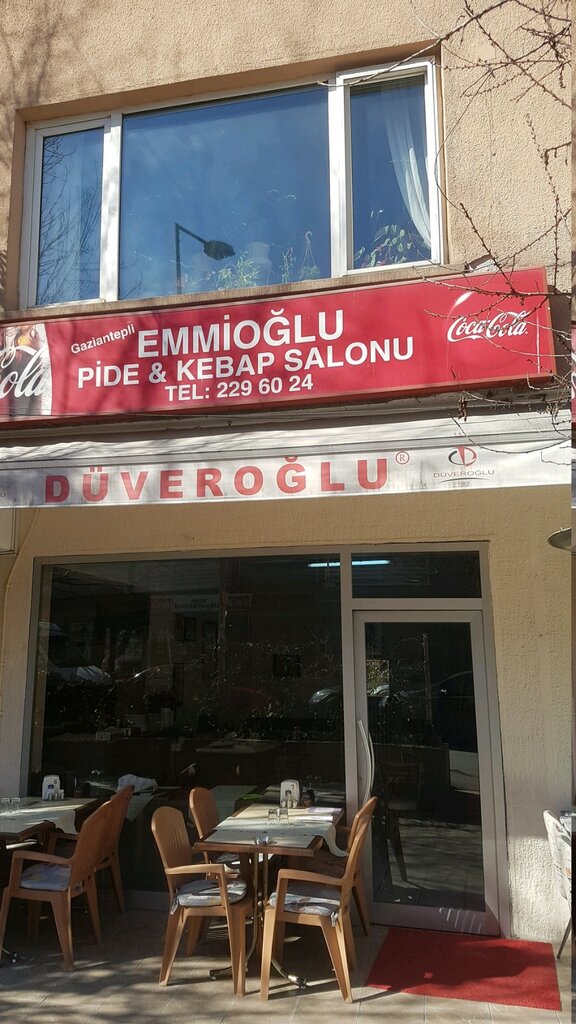 Gaziantepli
EMMİOĞLU
PİDE & KEBAP SALONU
TEL: 229 60 24
Coca-Cola
DÜVEROĞLU®
DÜVEROĞLU